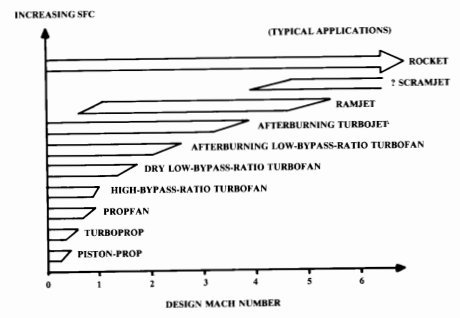 INCREASING SFC
(TYPICAL APPLICATIONS)
ROCKET
? SCRAMJET
RAMJET
AFTERBURNING TURBOJET
AFTERBURNING LOW-BYPASS-RATIO TURBOFAN
DRY LOW-BYPASS-RATIO TURBOFAN
HIGH-BYPASS-RATIO TURBOFAN
PROPFAN
TURBOPROP
PISTON-PROP
0 1 2 3 4 5 6
DESIGN MACH NUMBER